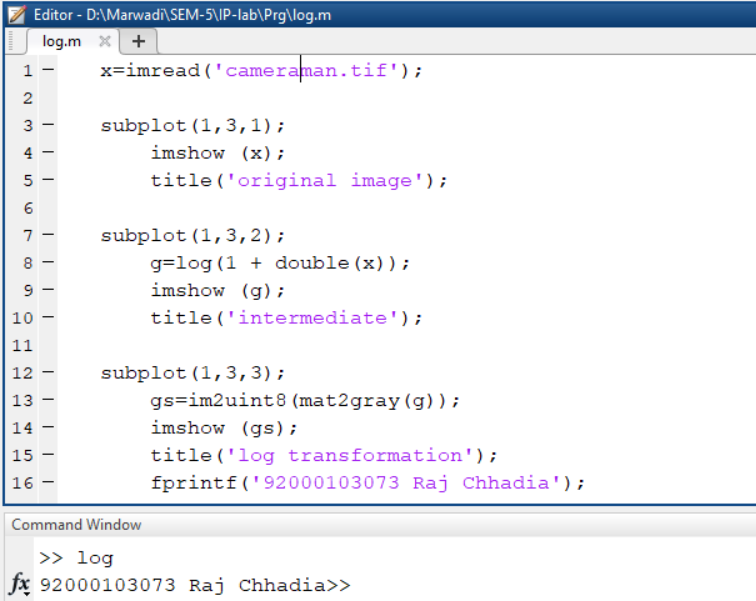 Editor - D:\Marwadi\SEM-5\IP-lab\Prg\log.m
log.m × +
1 - x=imread('cameraman.tif');
2
3 - subplot(1,3,1);
4 - imshow (x);
5 - title('original image');
6
7 - subplot(1,3,2);
8 - g=log(1 + double(x));
9 - imshow (g);
10 - title('intermediate');
11
12 - subplot(1,3,3);
13 - gs=im2uint8(mat2gray(g));
14 - imshow (gs);
15 - title('log transformation');
16 - fprintf('92000103073 Raj Chhadia');
Command Window
>> log
fx 92000103073 Raj Chhadia>>